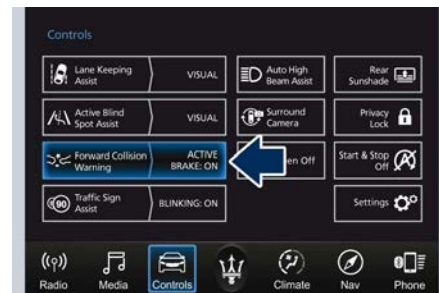 Controls
Lane Keeping
Assist
VISUAL
Auto High
Beam Assist
Rear
Sunshade
Active Blind
Spot Assist
VISUAL
Surround
Camera
Privacy
Lock
Forward Collision
Warning
ACTIVE
BRAKE: ON
Off
Start & Stop
Off
90
Traffic Sign
Assist
BLINKING: ON
Settings
Radio
Media
Controls
Climate
Nav
Phone